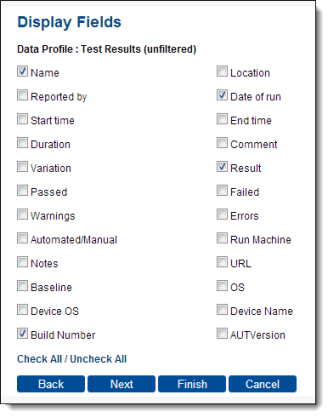 Display Fields
Data Profile : Test Results (unfiltered)
Name Location
Reported by Date of run
Start time End time
Duration Comment
Variation Result
Passed Failed
Warnings Errors
Automated/Manual Run Machine
Notes URL
Baseline OS
Device OS Device Name
Build Number AUTVersion
Check All / Uncheck All
Back Next Finish Cancel